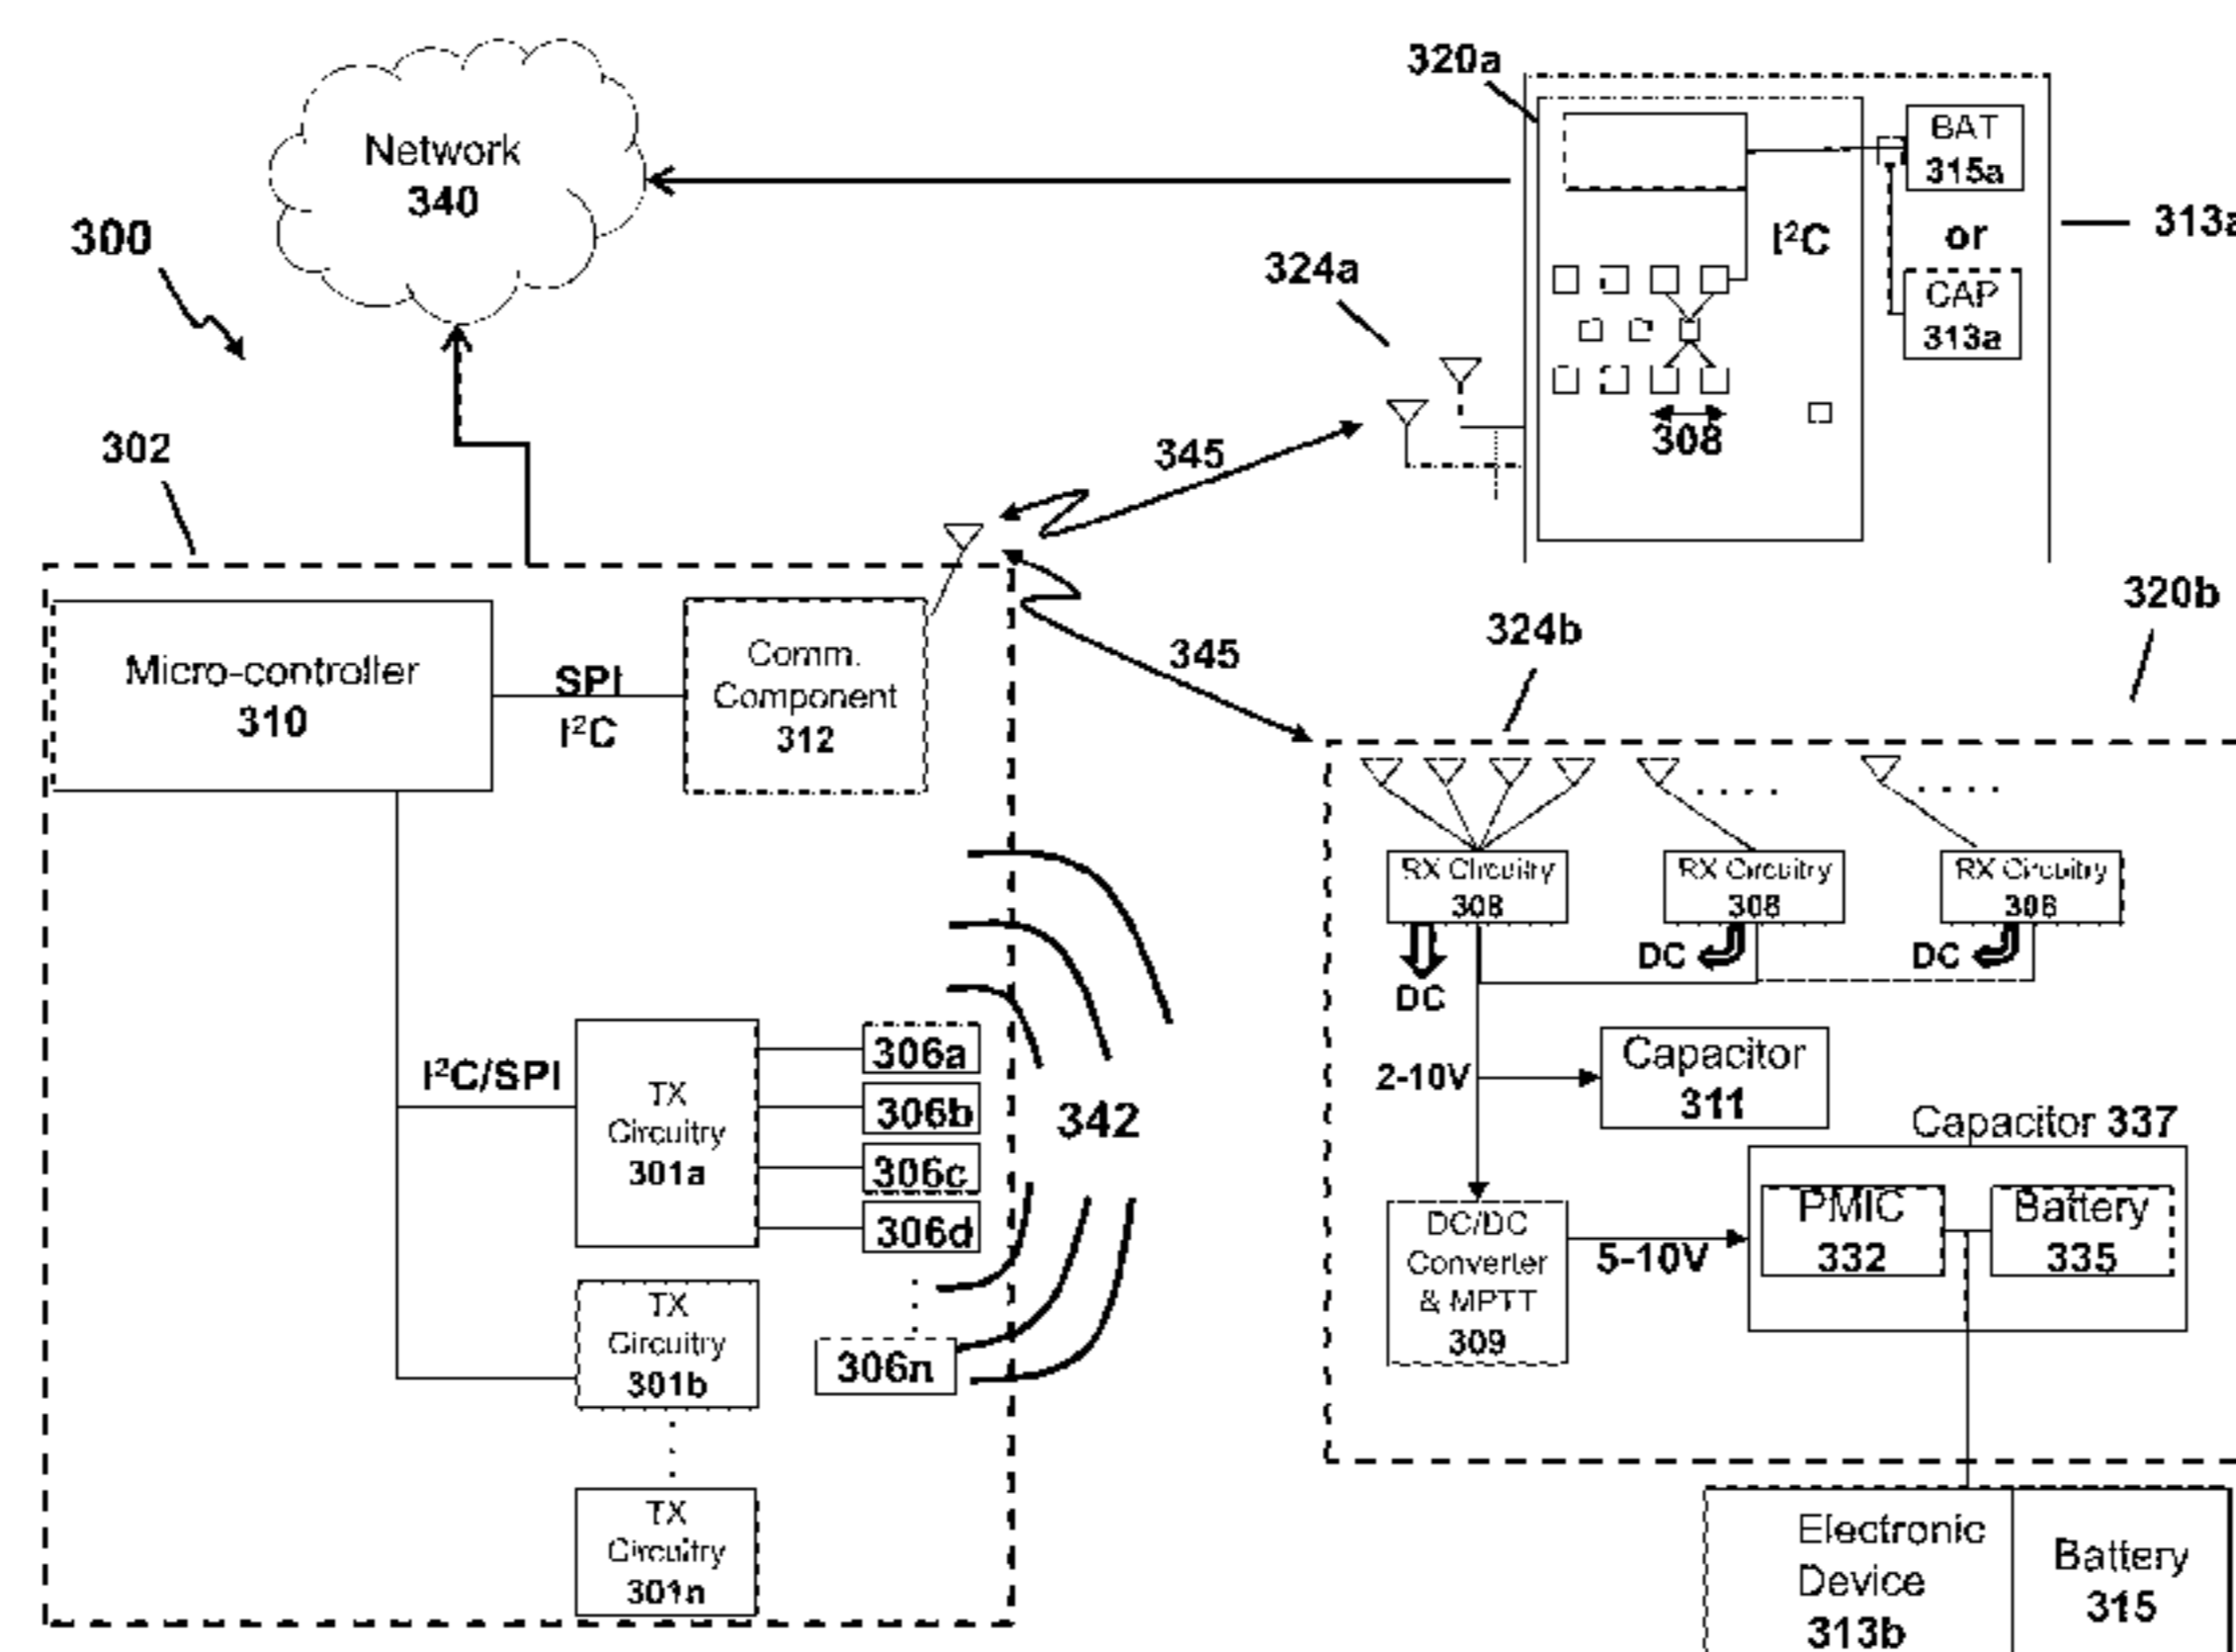 320a
Network
340
BAT
315a
or
CAP
313a
I²C
300
324a
302
345
308
320b
324b
345
Micro-controller
310
SPI
I²C
Comm.
Component
312
RX Circuitry
308
RX Circuitry
308
RX Circuitry
308
DC
DC
DC
I²C/SPI
TX
Circuitry
301a
306a
306b
306c
306d
342
2-10V
Capacitor
311
Capacitor 337
PMIC
332
Battery
335
DC/DC
Converter
& MPTT
309
5-10V
TX
Circuitry
301b
306n
TX
Circuitry
301n
Electronic
Device
313b
Battery
315